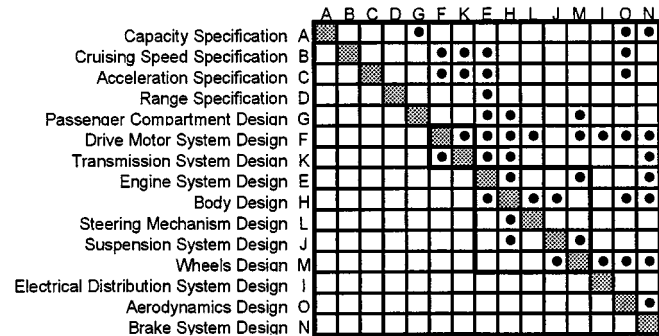 A B C D G F K E H L J M I O N
Capacity Specification A
Cruising Speed Specification B
Acceleration Specification C
Range Specification D
Passenger Compartment Design G
Drive Motor System Design F
Transmission System Design K
Engine System Design E
Body Design H
Steering Mechanism Design L
Suspension System Design J
Wheels Design M
Electrical Distribution System Design I
Aerodynamics Design O
Brake System Design N